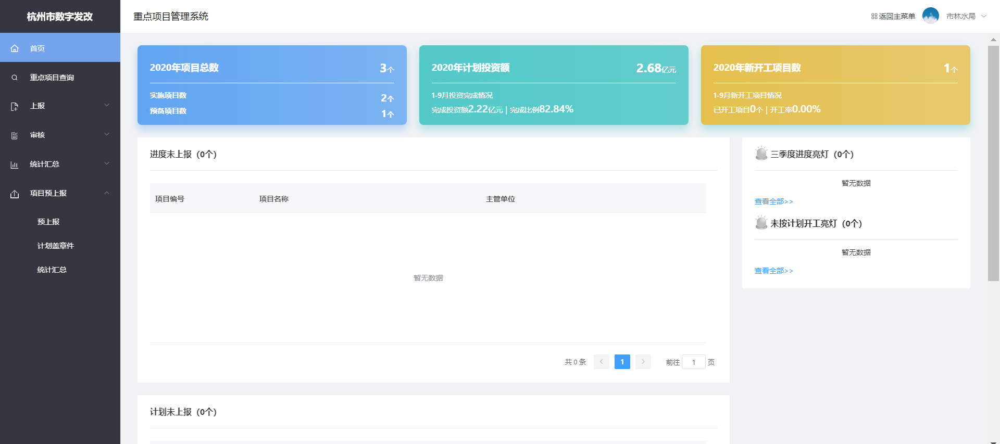 杭州市数字发改
首页
重点项目查询
上报
审核
统计汇总
项目预上报
预上报
计划盖章件
统计汇总
重点项目管理系统
返回主菜单
市林水局
2020年项目总数
3个
实施项目数
2个
预备项目数
1个
2020年计划投资额
2.68亿元
1-9月投资完成情况
完成投资额2.22亿元 | 完成比例82.84%
2020年新开工项目数
1个
1-9月新开工项目情况
已开工项目0个 | 开工率0.00%
进度未上报（0个）
项目编号 项目名称 主管单位
暂无数据
共 0 条 1 前往 1 页
计划未上报（0个）
三季度进度亮灯（0个）
暂无数据
查看全部>>
未按计划开工亮灯（0个）
暂无数据
查看全部>>